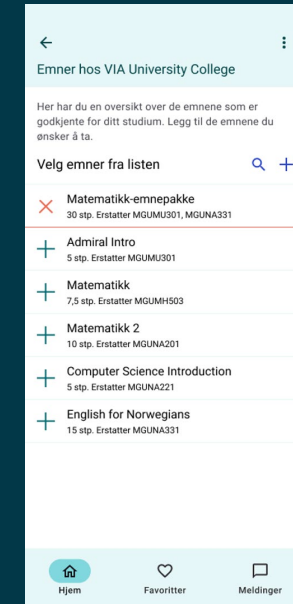 Emner hos VIA University College
Her har du en oversikt over de emnene som er
godkjente for ditt studium. Legg til de emnene du
ønsker å ta.
Velg emner fra listen
Matematikk-emnepakke
30 stp. Erstatter MGUMU301, MGUNA331
Admiral Intro
5 stp. Erstatter MGUMU301
Matematikk
7,5 stp. Erstatter MGUMH503
Matematikk 2
10 stp. Erstatter MGUNA201
Computer Science Introduction
5 stp. Erstatter MGUNA221
English for Norwegians
15 stp. Erstatter MGUNA331
Hjem Favoritter Meldinger